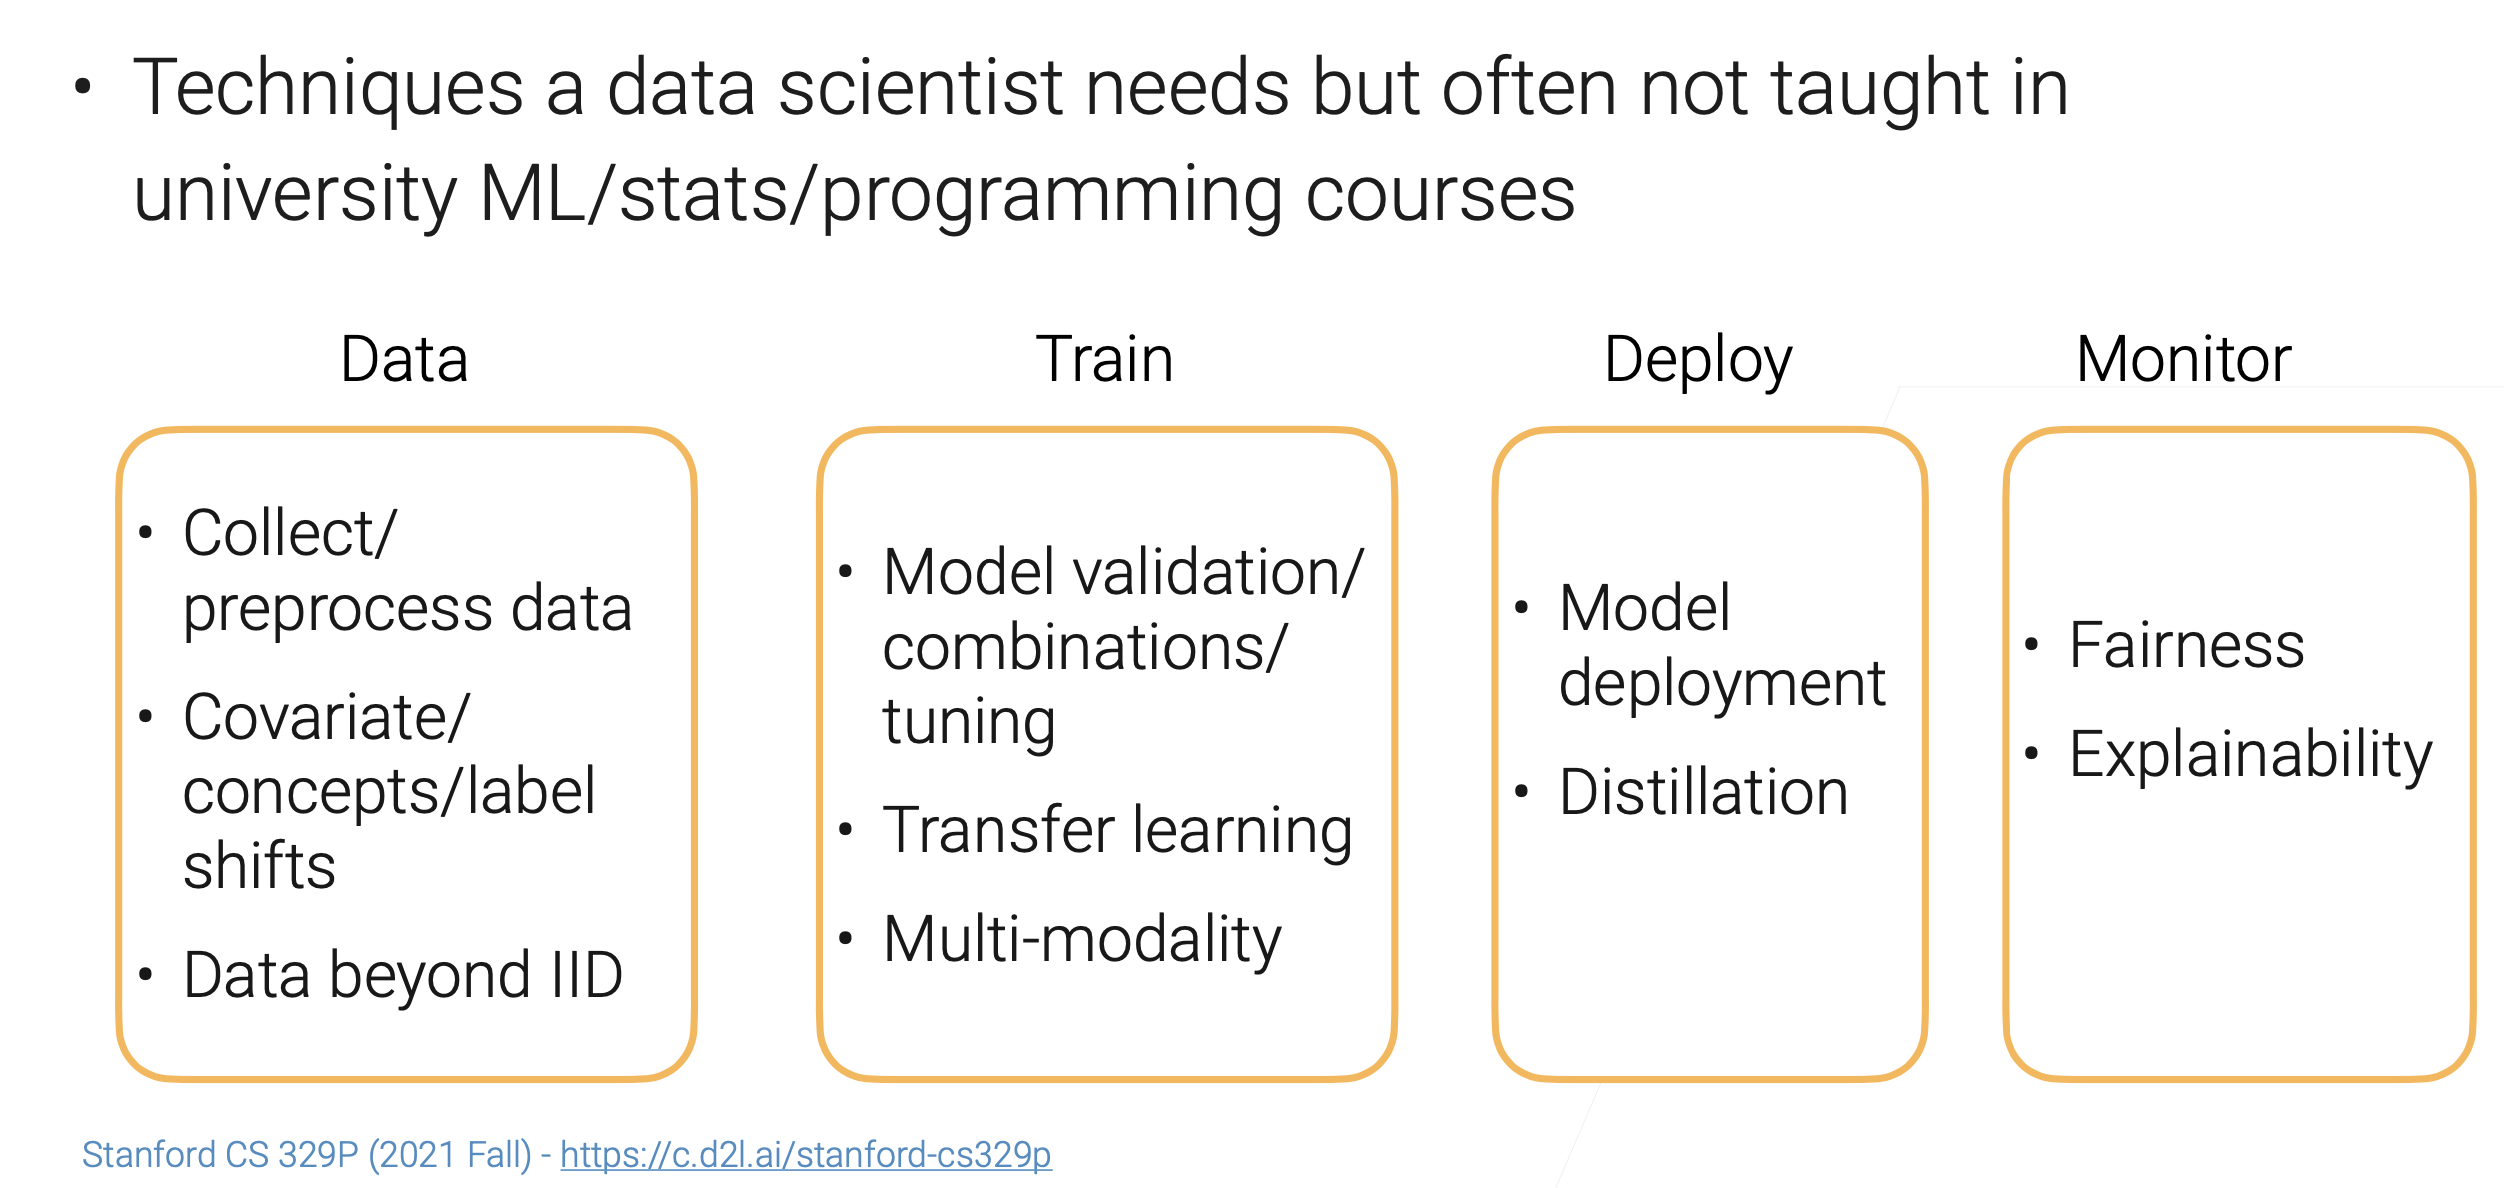 • Techniques a data scientist needs but often not taught in
university ML/stats/programming courses
Data
• Collect/
preprocess data
• Covariate/
concepts/label
shifts
• Data beyond IID
Train
• Model validation/
combinations/
tuning
• Transfer learning
• Multi-modality
Deploy
• Model
deployment
• Distillation
Monitor
• Fairness
• Explainability
Stanford CS 329P (2021 Fall) - https://c.d2l.ai/stanford-cs329p